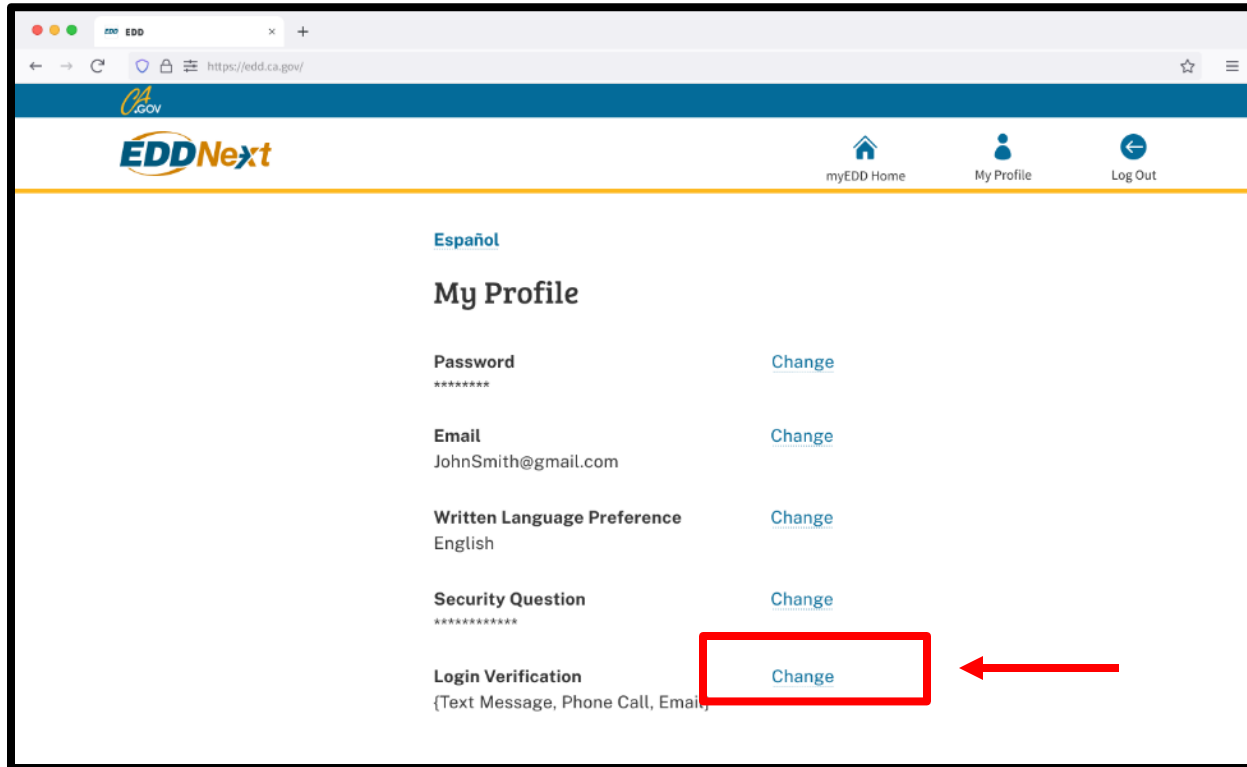 EDD EDD
https://edd.ca.gov/
CA.GOV
EDDNext
myEDD Home My Profile Log Out
Español
My Profile
Password Change
********
Email Change
JohnSmith@gmail.com
Written Language Preference Change
English
Security Question Change
************
Login Verification Change
{Text Message, Phone Call, Email}